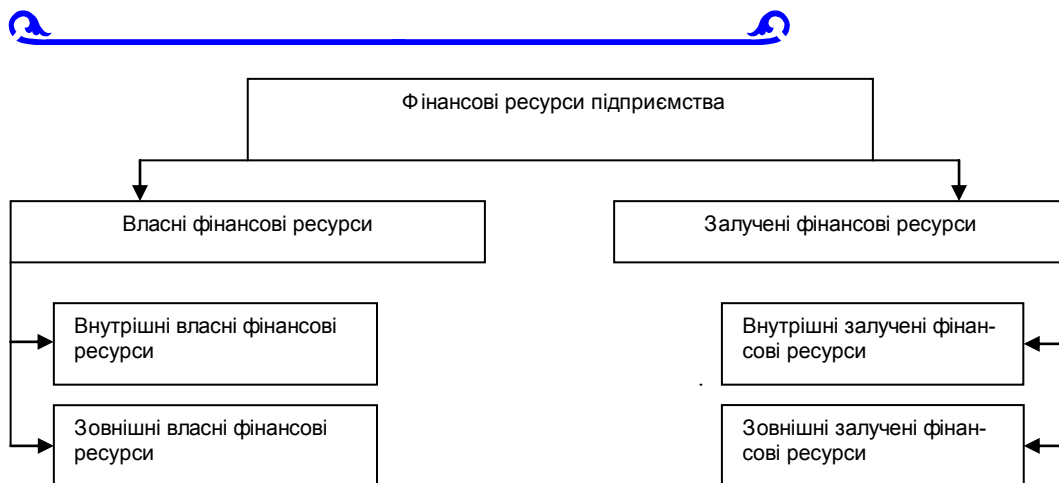 Фінансові ресурси підприємства
Власні фінансові ресурси
Залучені фінансові ресурси
Внутрішні власні фінансові
ресурси
Внутрішні залучені фінан-
сові ресурси
Зовнішні власні фінансові
ресурси
Зовнішні залучені фінан-
сові ресурси